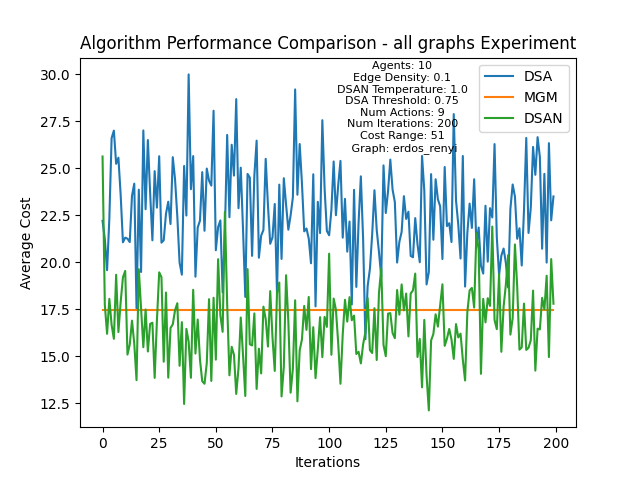 Algorithm Performance Comparison - all graphs Experiment
Agents: 10
Edge Density: 0.1
DSAN Temperature: 1.0
DSA Threshold: 0.75
Num Actions: 9
Num Iterations: 200
Cost Range: 51
Graph: erdos_renyi
DSA
MGM
DSAN
Average Cost
30.0
27.5
25.0
22.5
20.0
17.5
15.0
12.5
0 25 50 75 100 125 150 175 200
Iterations